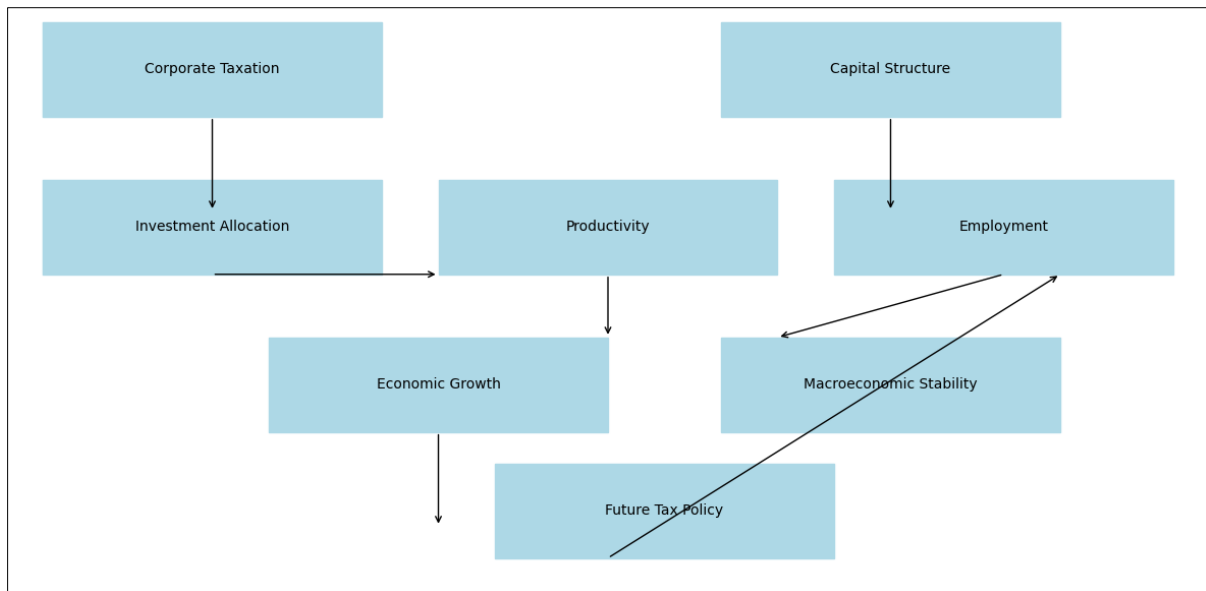 Corporate Taxation
Capital Structure
Investment Allocation
Productivity
Employment
Economic Growth
Macroeconomic Stability
Future Tax Policy